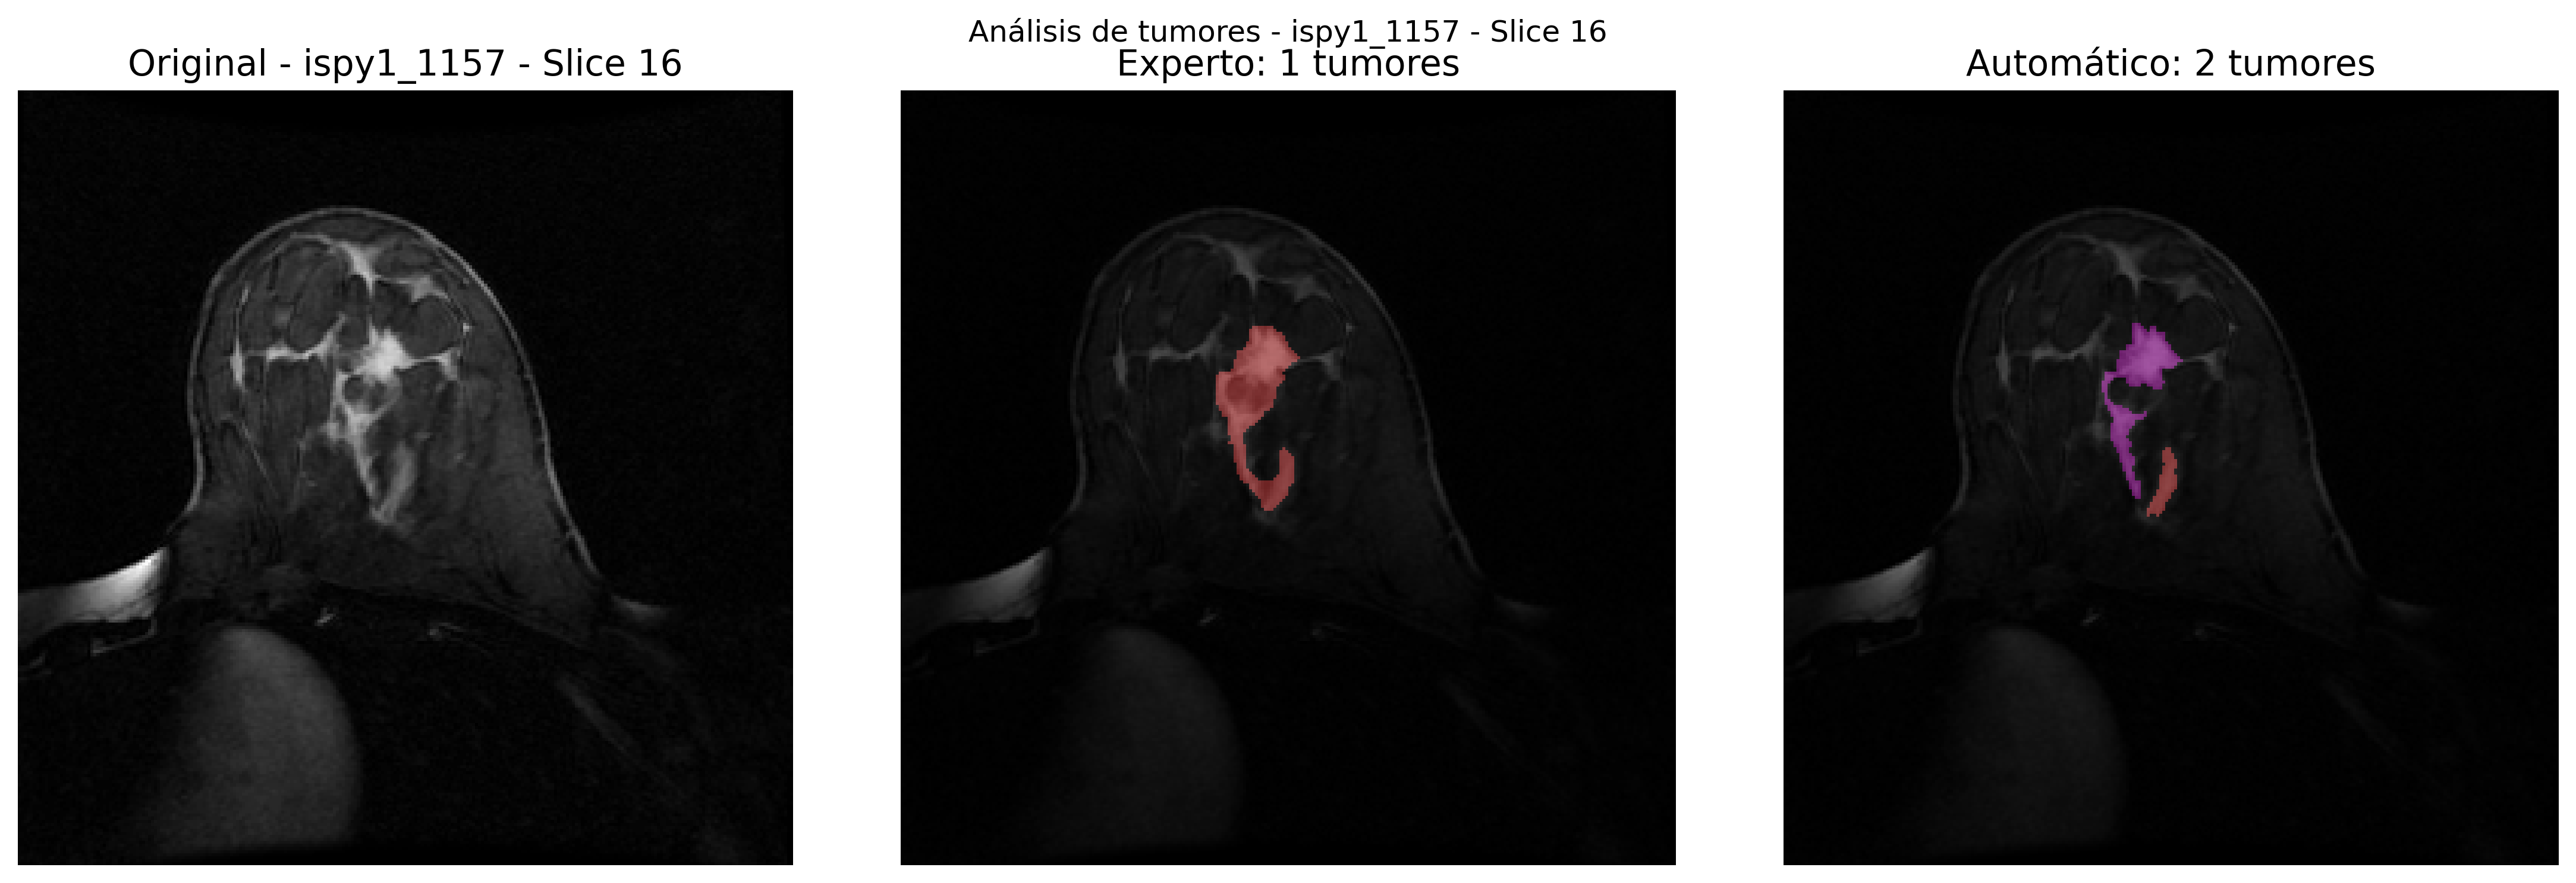 Análisis de tumores - ispy1_1157 - Slice 16
Original - ispy1_1157 - Slice 16
Experto: 1 tumores
Automático: 2 tumores